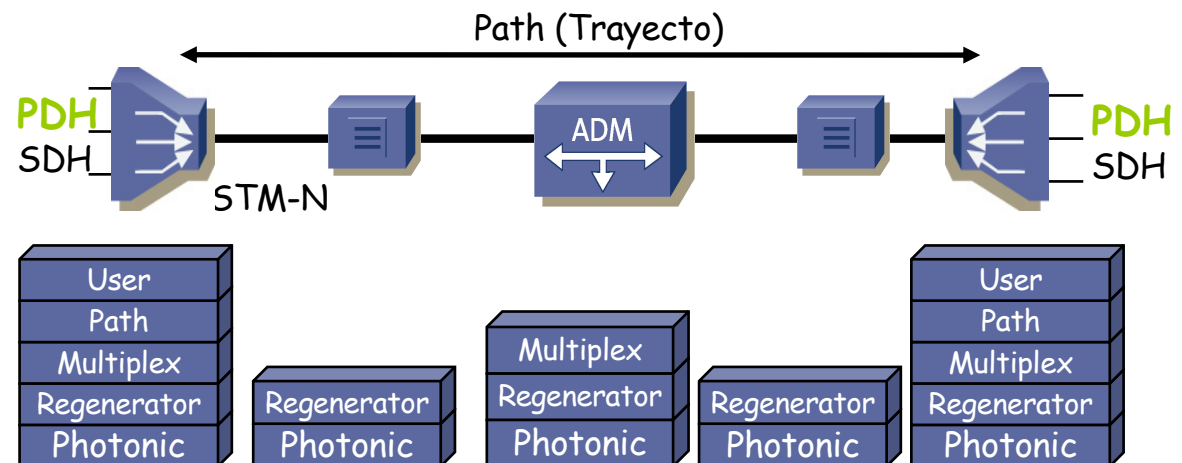 Path (Trayecto)
PDH
SDH
STM-N
ADM
PDH
SDH
User
Path
Multiplex
Regenerator
Photonic
Regenerator
Photonic
Multiplex
Regenerator
Photonic
Regenerator
Photonic
User
Path
Multiplex
Regenerator
Photonic